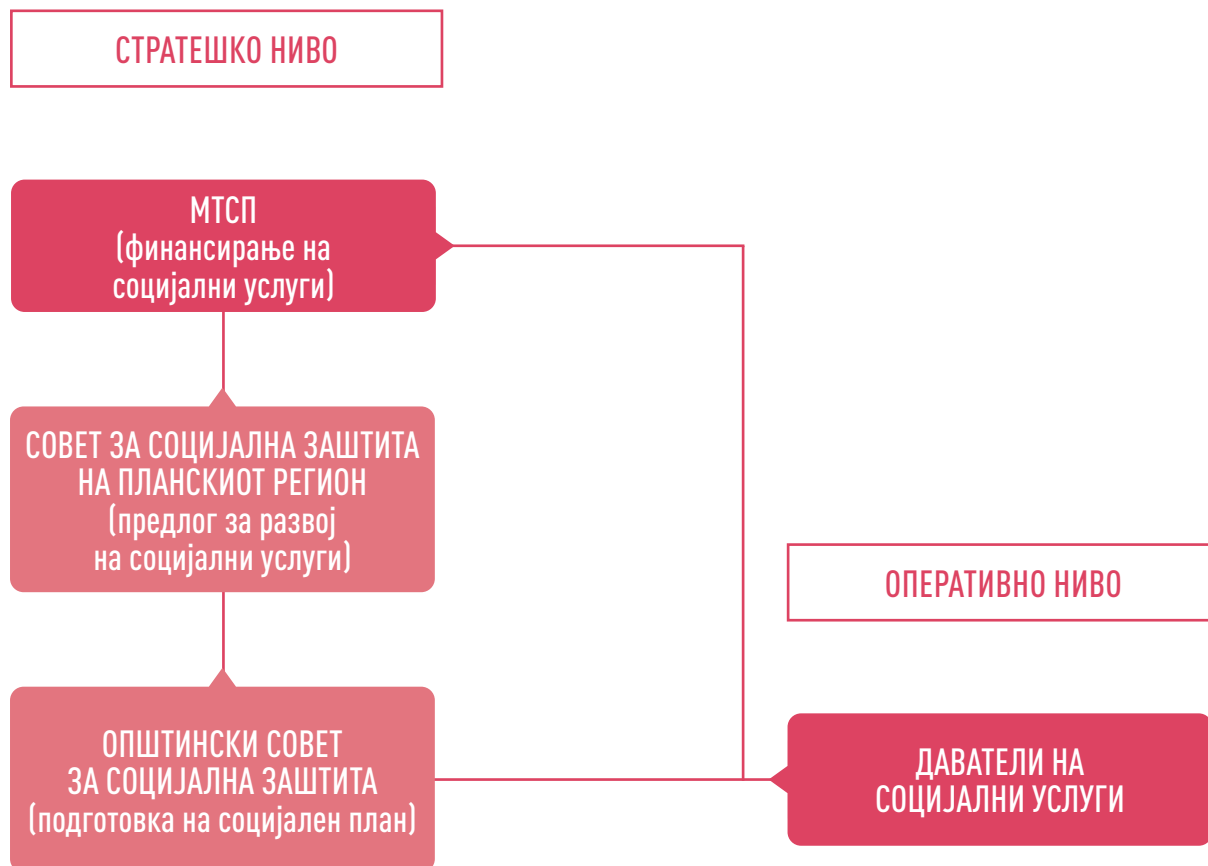 СТРАТЕШКО НИВО
МТСП
(финансирање на
социјални услуги)
СОВЕТ ЗА СОЦИЈАЛНА ЗАШТИТА
НА ПЛАНСКИОТ РЕГИОН
(предлог за развој
на социјални услуги)
ОПШТИНСКИ СОВЕТ
ЗА СОЦИЈАЛНА ЗАШТИТА
(подготовка на социјален план)
ОПЕРАТИВНО НИВО
ДАВАТЕЛИ НА
СОЦИЈАЛНИ УСЛУГИ